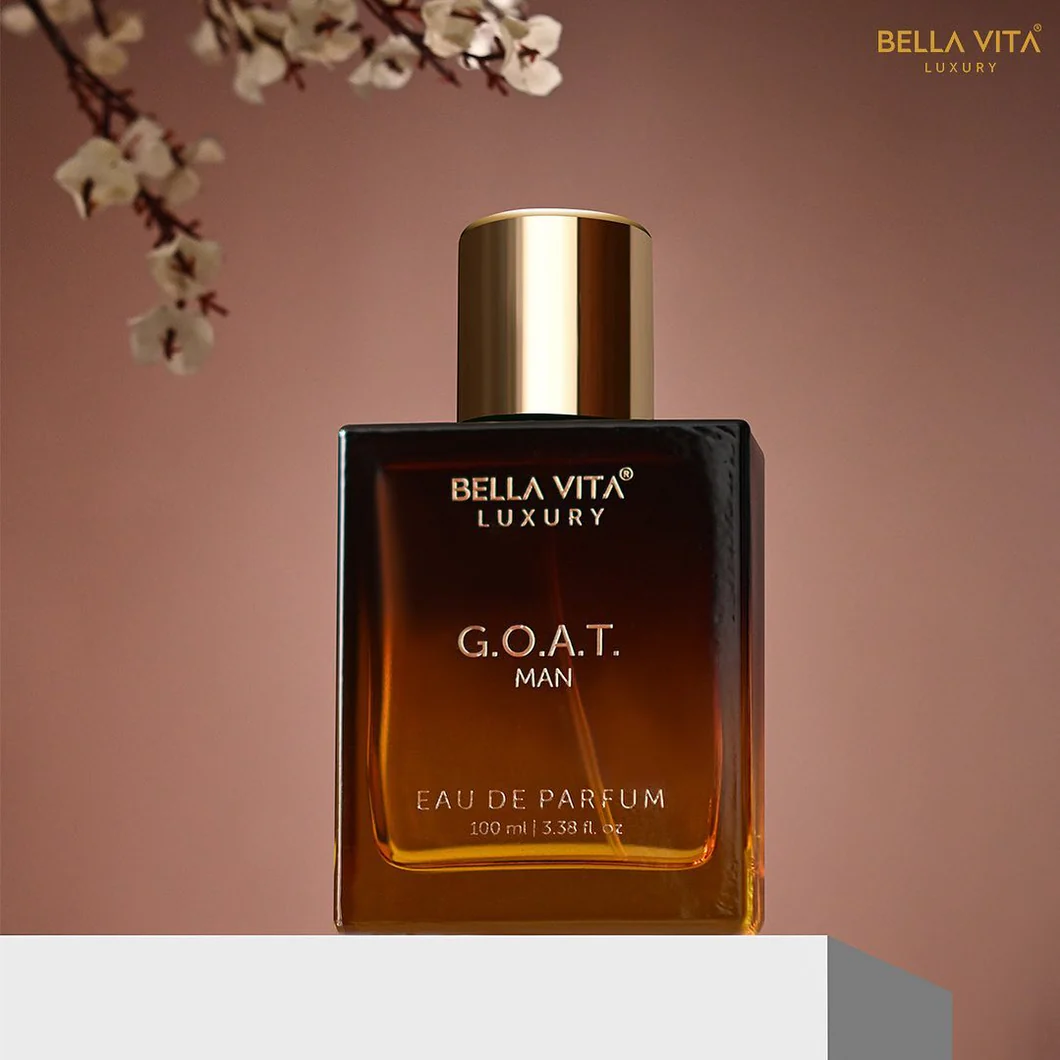 BELLA VITA®
LUXURY
BELLA VITA®
LUXURY
G.O.A.T.
MAN
EAU DE PARFUM
100 ml | 3.38 fl. oz